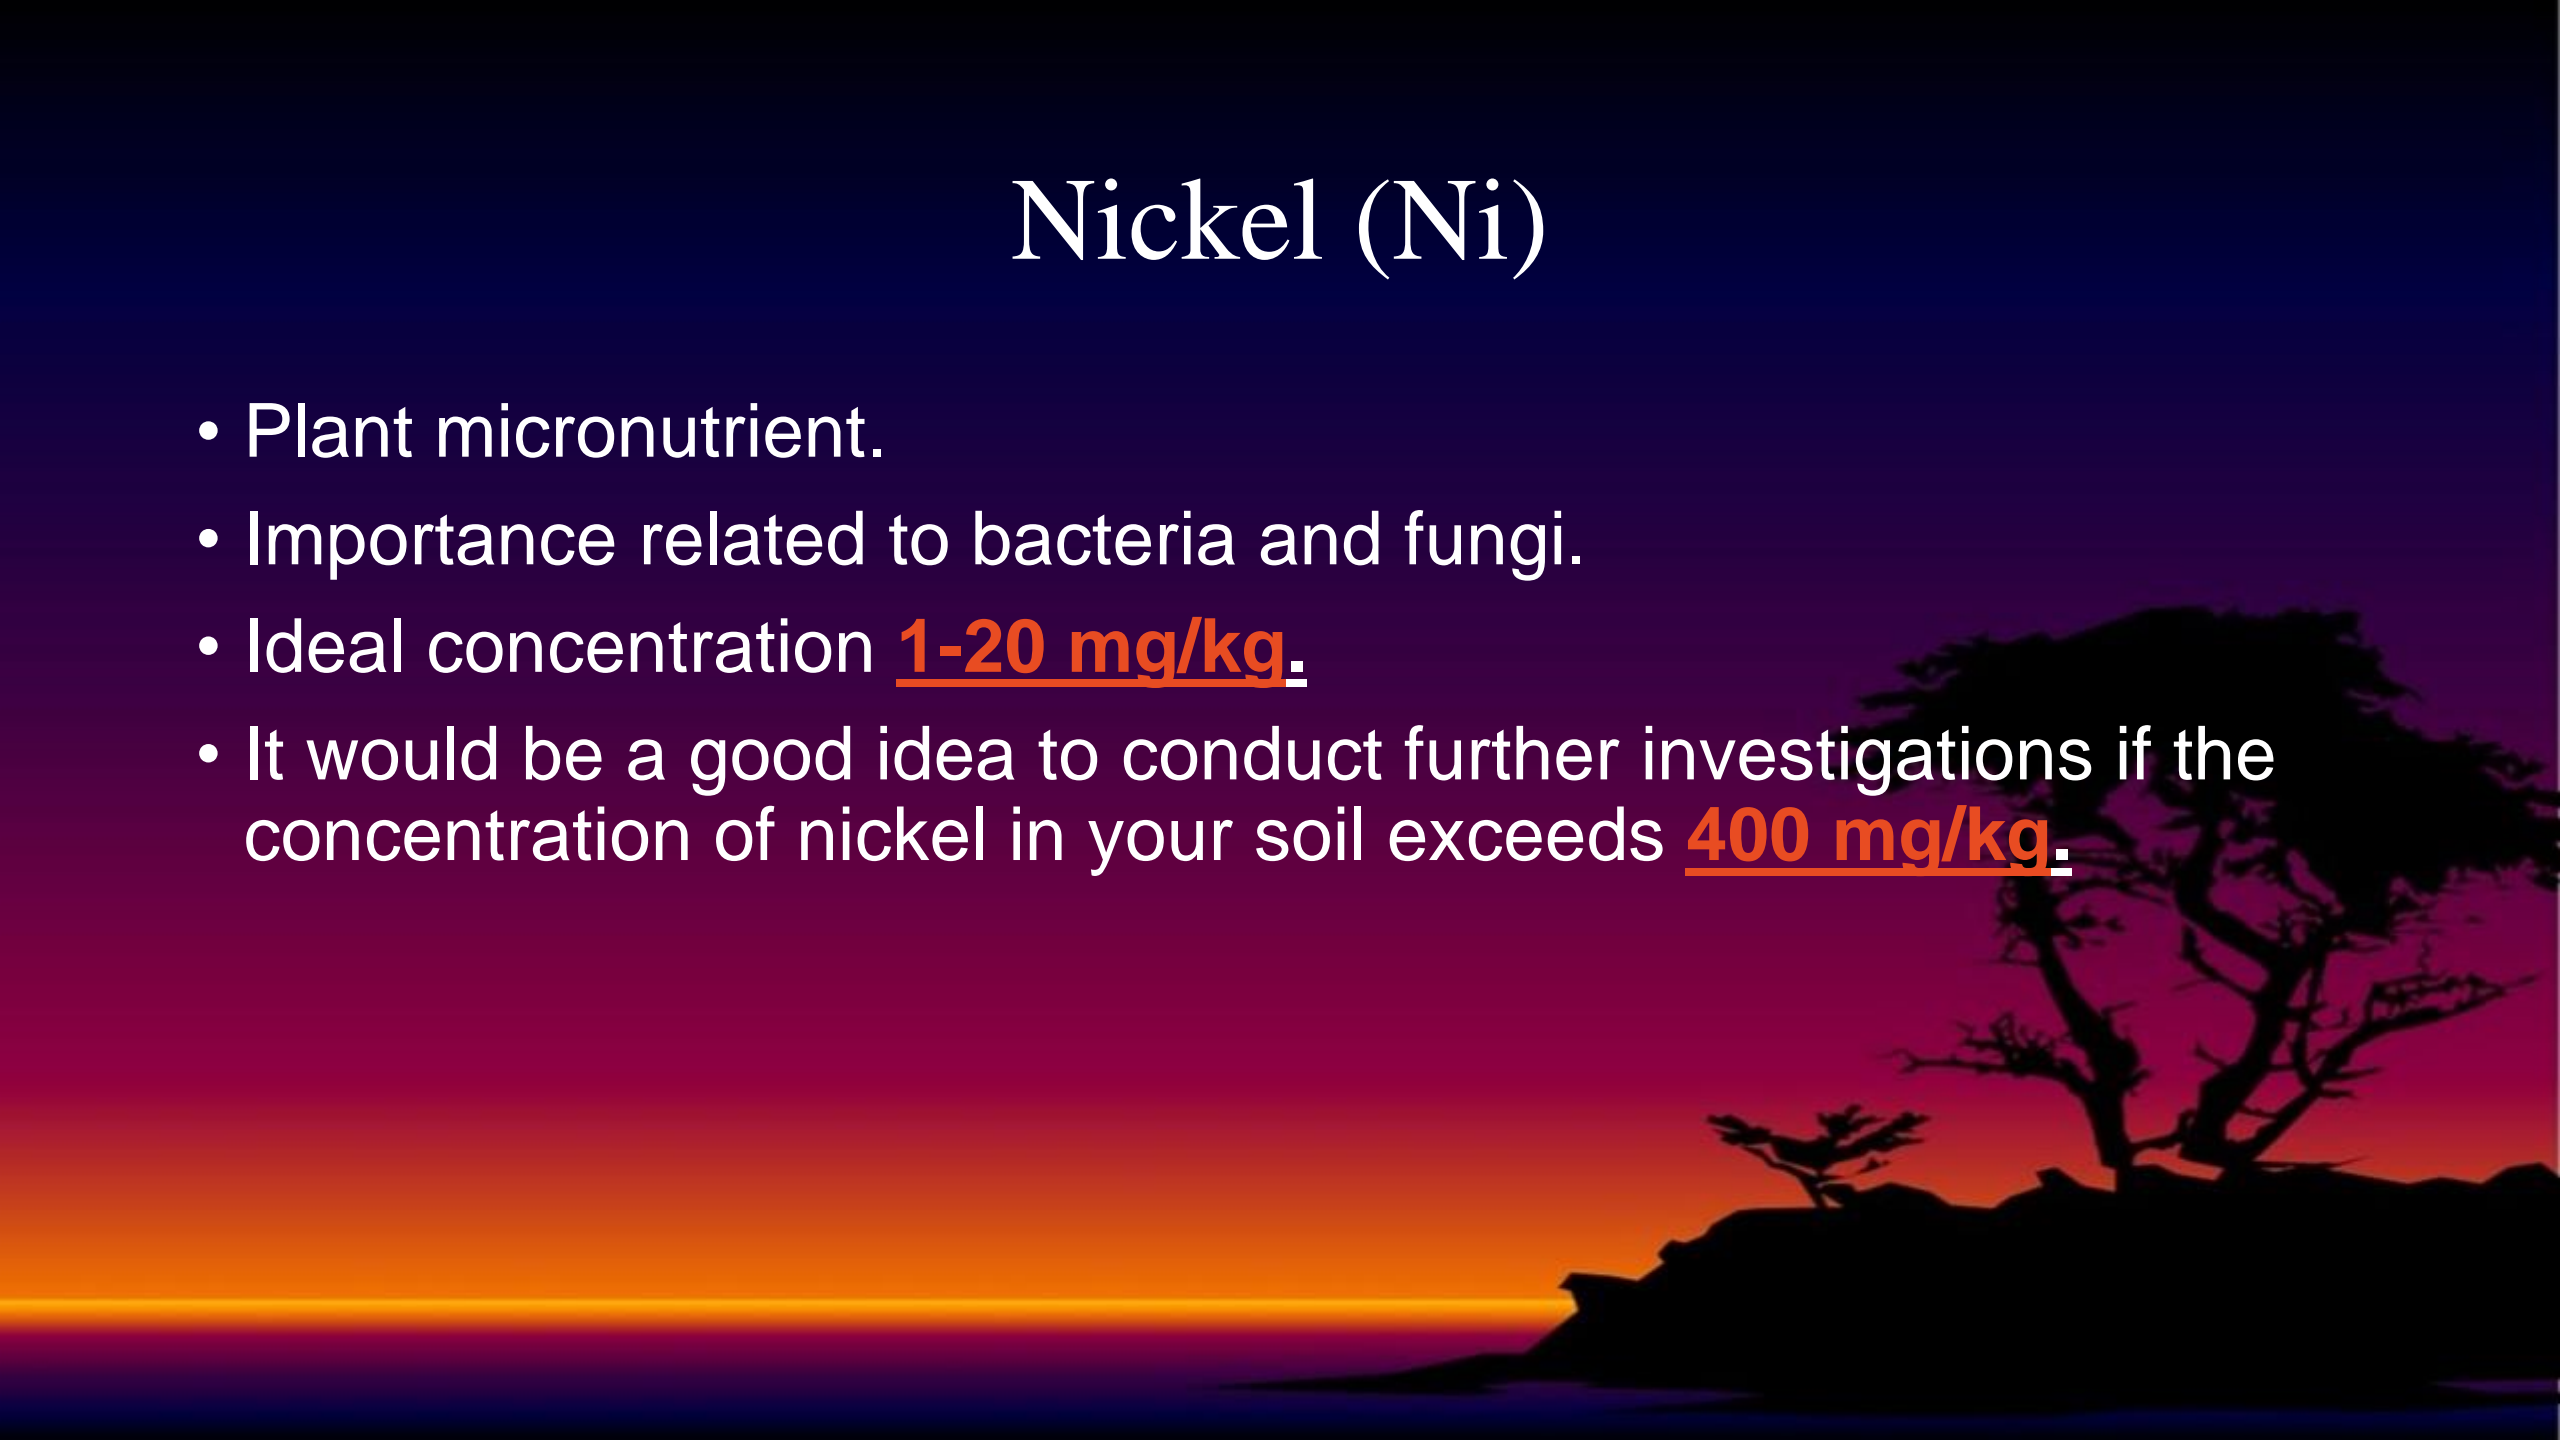 Nickel (Ni)
• Plant micronutrient.
• Importance related to bacteria and fungi.
• Ideal concentration 1-20 mg/kg.
• It would be a good idea to conduct further investigations if the
concentration of nickel in your soil exceeds 400 mg/kg.